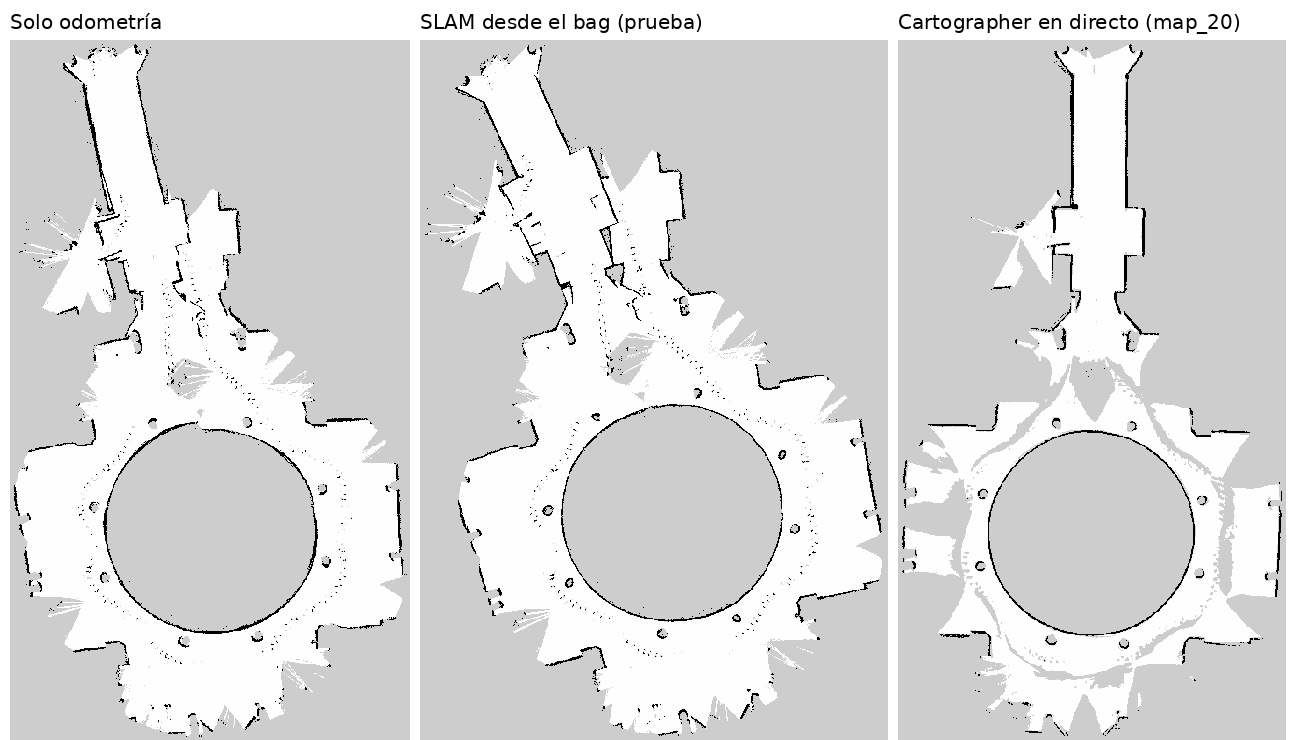 Solo odometría
SLAM desde el bag (prueba)
Cartographer en directo (map_20)